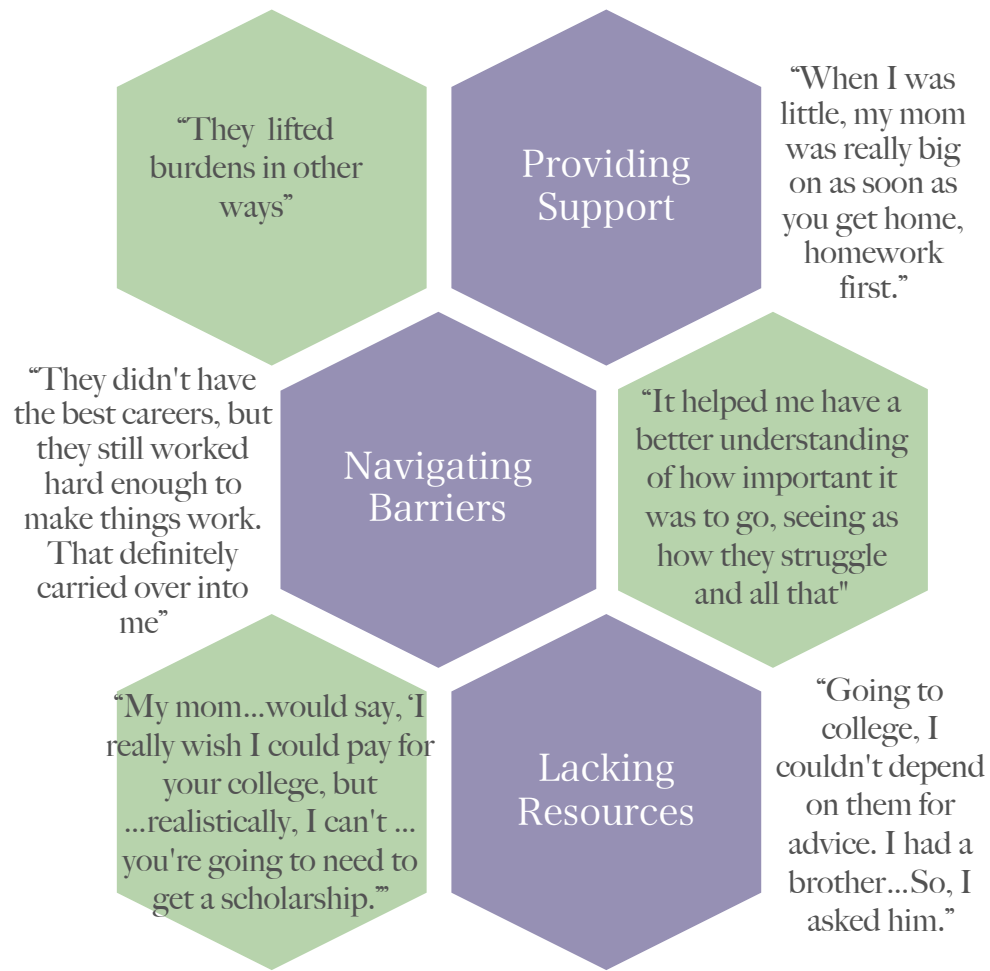 “They lifted
burdens in other
ways”
Providing
Support
“When I was
little, my mom
was really big
on as soon as
you get home,
homework
first.”
“They didn't have
the best careers, but
they still worked
hard enough to
make things work.
That definitely
carried over into
me”
Navigating
Barriers
“It helped me have a
better understanding
of how important it
was to go, seeing as
how they struggle
and all that"
“My mom...would say, ‘I
really wish I could pay for
your college, but
...realistically, I can't ...
you're going to need to
get a scholarship.’”
Lacking
Resources
“Going to
college, I
couldn't depend
on them for
advice. I had a
brother...So, I
asked him.”